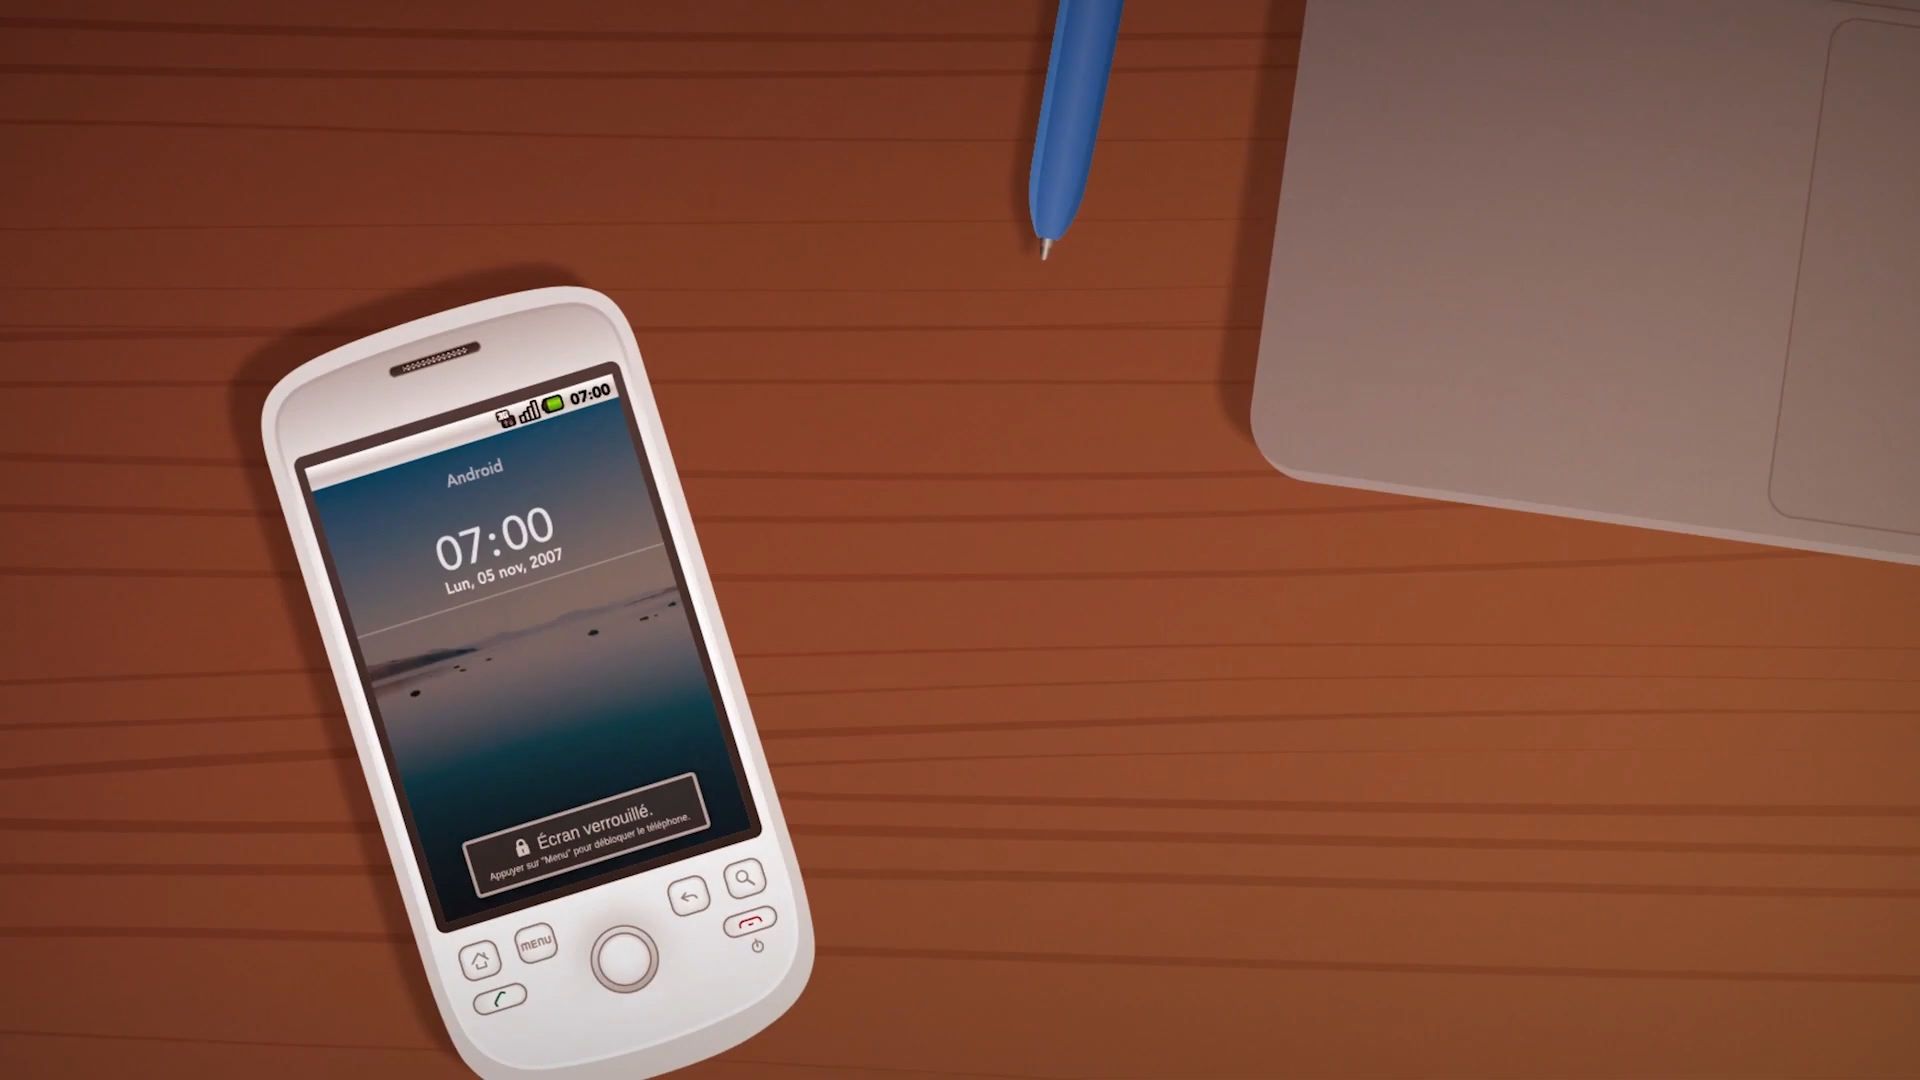 07:00
Android
07:00
Lun, 05 nov, 2007
Écran verrouillé.
Appuyer sur "Menu" pour débloquer le téléphone.
MENU